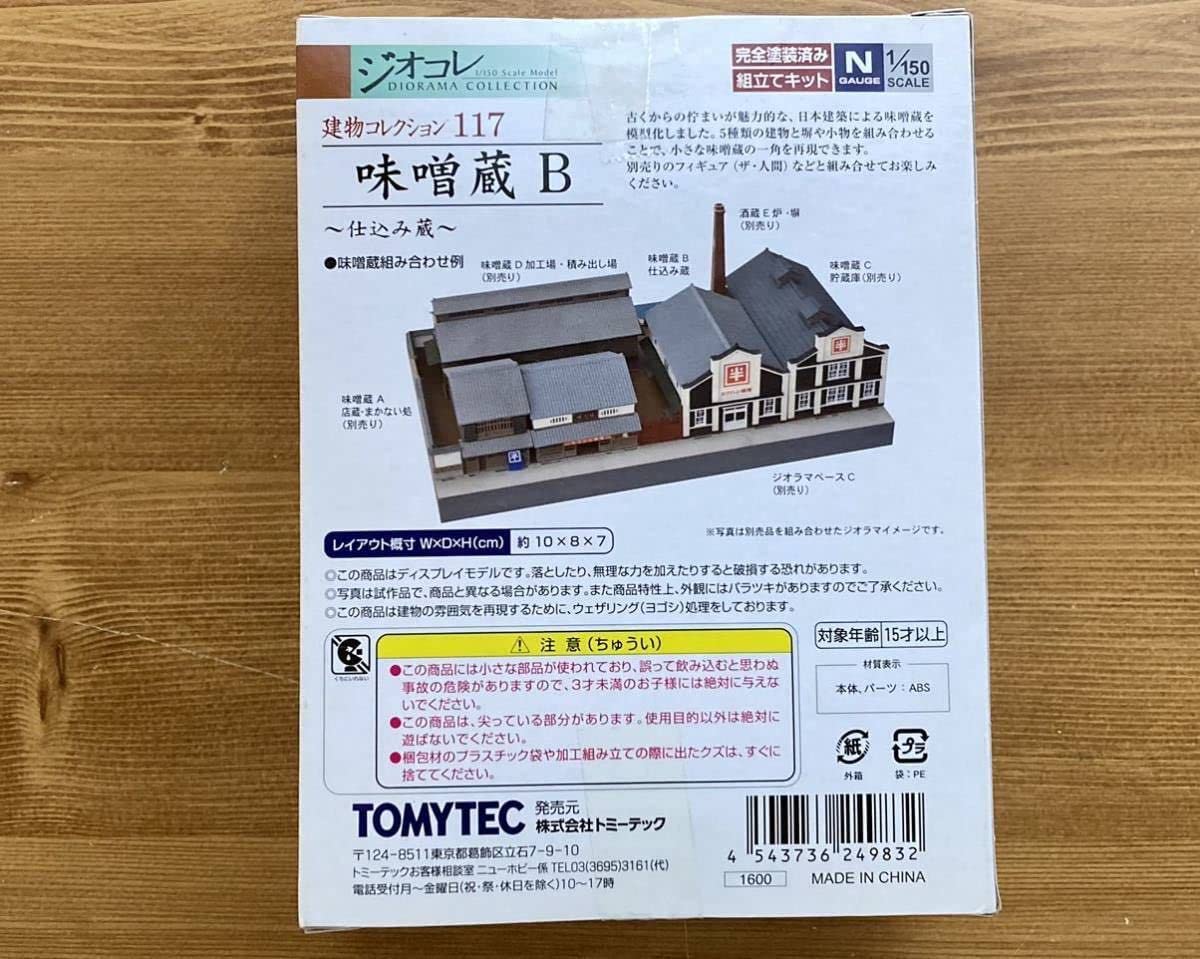 ジオコレ
1/150 Scale Model
DIORAMA COLLECTION
完全塗装済み
組立てキット
N
GAUGE
1/150
SCALE
建物コレクション 117
味噌蔵 B
～仕込み蔵～
古くからの佇まいが魅力的な、日本建築による味噌蔵を
模型化しました。5種類の建物と塀や小物を組み合わせる
ことで、小さな味噌蔵の一角を再現できます。
別売りのフィギュア(ザ・人間)などと組み合せてお楽しみ
ください。
●味噌蔵組み合わせ例
味噌蔵D 加工場・積み出し場
(別売り)
味噌蔵B
仕込み蔵
酒蔵E 炉・塀
(別売り)
味噌蔵C
貯蔵庫(別売り)
味噌蔵A
店蔵・まかない処
(別売り)
半
半
半
ジオラマベースC
(別売り)
※写真は別売品を組み合わせたジオラマイメージです。
レイアウト概寸 W×D×H(cm) 約10×8×7
◎この商品はディスプレイモデルです。落としたり、無理な力を加えたりすると破損する恐れがあります。
◎写真は試作品で、商品と異なる場合があります。また商品特性上、外観にはバラツキがありますのでご了承ください。
◎この商品は建物の雰囲気を再現するために、ウェザリング(ヨゴシ)処理をしております。
くちにいれない
⚠ 注意(ちゅうい)
●この商品には小さな部品が使われており、誤って飲み込むと思わぬ
事故の危険がありますので、3才未満のお子様には絶対に与えな
いでください。
●この商品は、尖っている部分があります。使用目的以外は絶対に
遊ばないでください。
●梱包材のプラスチック袋や加工組み立ての際に出たクズは、すぐに
捨ててください。
対象年齢 15才以上
材質表示
本体、パーツ:ABS
紙
外箱
プラ
袋:PE
TOMYTEC
発売元
株式会社トミーテック
〒124-8511東京都葛飾区立石7-9-10
トミーテックお客様相談室 ニューホビー係 TEL03(3695)3161(代)
電話受付月～金曜日(祝・祭・休日を除く)10～17時
4 543736 249832
1600
MADE IN CHINA